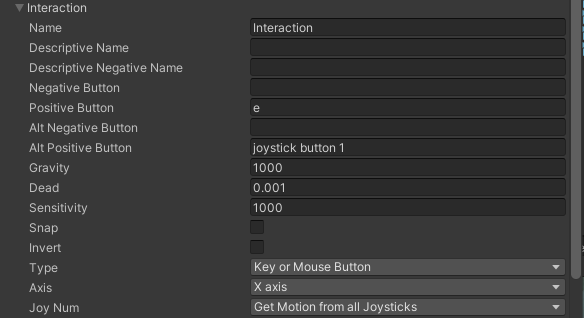 Interaction
Name Interaction
Descriptive Name
Descriptive Negative Name
Negative Button
Positive Button e
Alt Negative Button
Alt Positive Button joystick button 1
Gravity 1000
Dead 0.001
Sensitivity 1000
Snap
Invert
Type Key or Mouse Button
Axis X axis
Joy Num Get Motion from all Joysticks